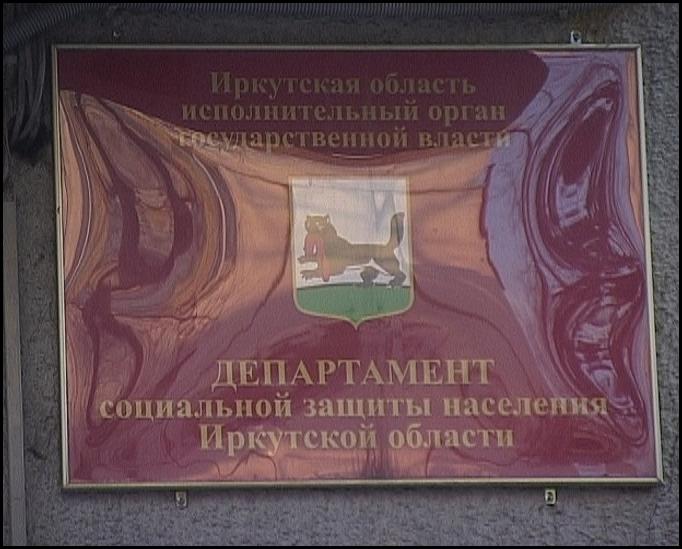 Иркутская область
исполнительный орган
государственной власти
ДЕПАРТАМЕНТ
социальной защиты населения
Иркутской области